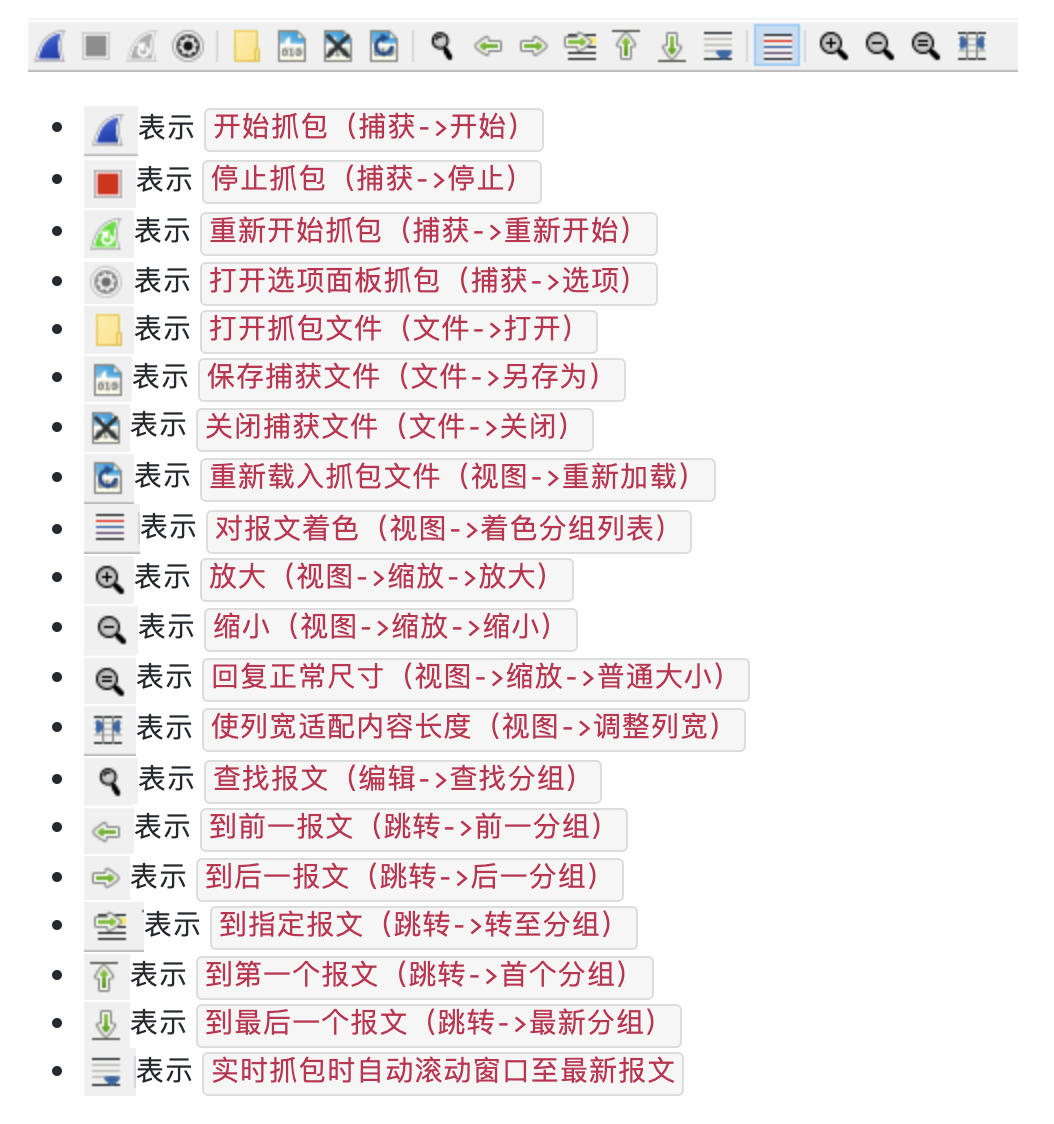 表示 开始抓包（捕获->开始）
表示 停止抓包（捕获->停止）
表示 重新开始抓包（捕获->重新开始）
表示 打开选项面板抓包（捕获->选项）
表示 打开抓包文件（文件->打开）
表示 保存捕获文件（文件->另存为）
表示 关闭捕获文件（文件->关闭）
表示 重新载入抓包文件（视图->重新加载）
表示 对报文着色（视图->着色分组列表）
表示 放大（视图->缩放->放大）
表示 缩小（视图->缩放->缩小）
表示 回复正常尺寸（视图->缩放->普通大小）
表示 使列宽适配内容长度（视图->调整列宽）
表示 查找报文（编辑->查找分组）
表示 到前一报文（跳转->前一分组）
表示 到后一报文（跳转->后一分组）
表示 到指定报文（跳转->转至分组）
表示 到第一个报文（跳转->首个分组）
表示 到最后一个报文（跳转->最新分组）
表示 实时抓包时自动滚动窗口至最新报文